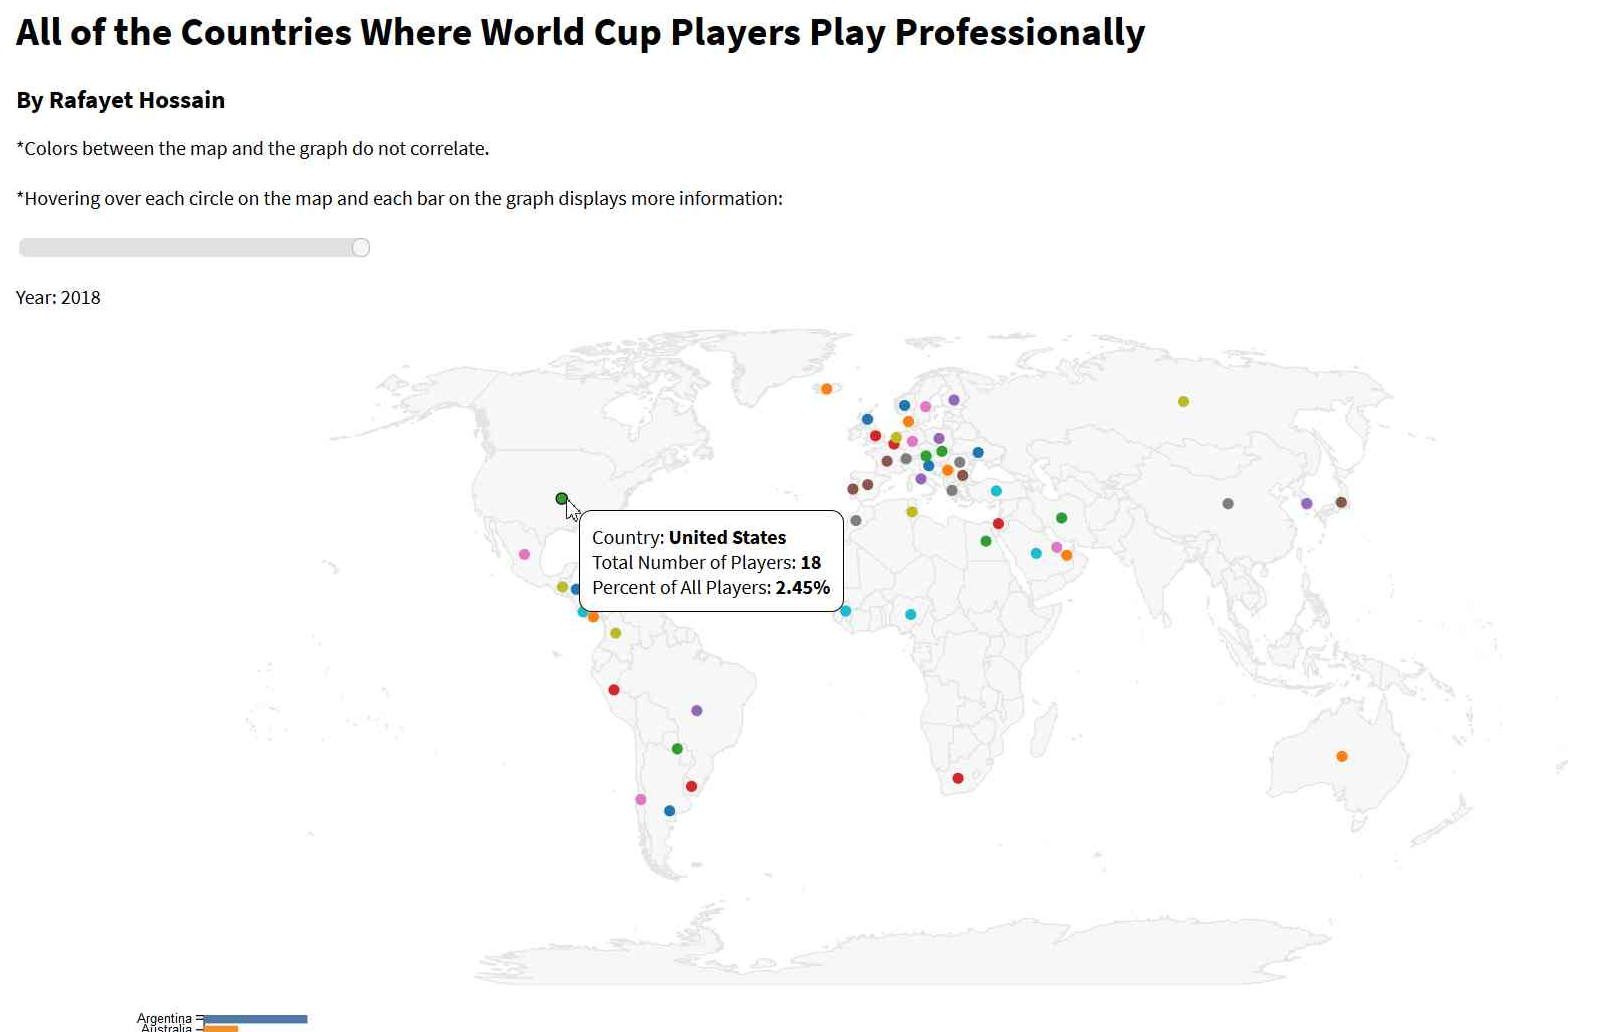 All of the Countries Where World Cup Players Play Professionally
By Rafayet Hossain
*Colors between the map and the graph do not correlate.
*Hovering over each circle on the map and each bar on the graph displays more information:
Year: 2018
Country: United States
Total Number of Players: 18
Percent of All Players: 2.45%
Argentina
Australia